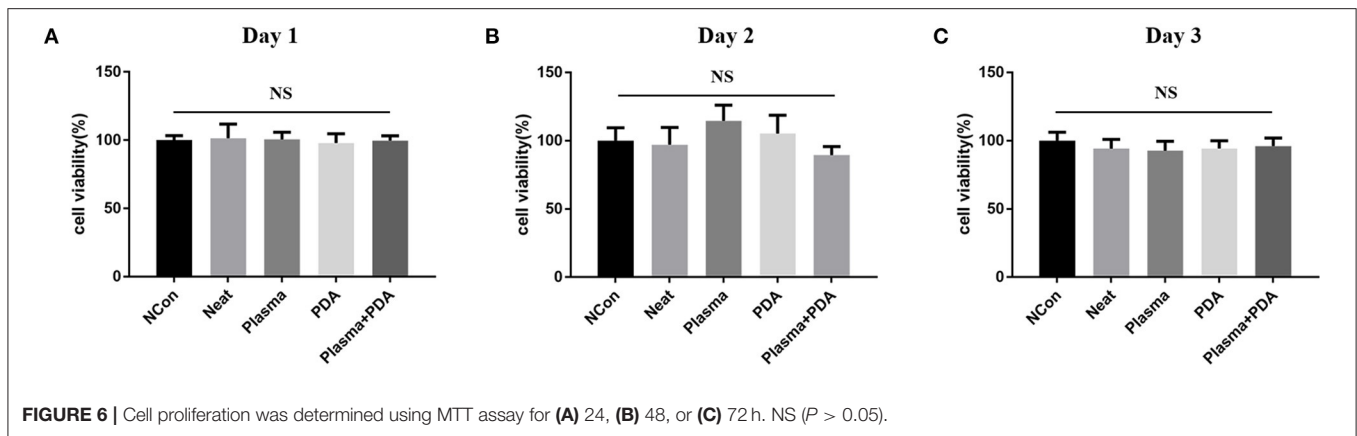 A
Day 1
NS
cell viability(%)
150
100
50
0
NCon
Neat
Plasma
PDA
Plasma+PDA
B
Day 2
NS
cell viability(%)
150
100
50
0
NCon
Neat
Plasma
PDA
Plasma+PDA
C
Day 3
NS
cell viability(%)
150
100
50
0
NCon
Neat
Plasma
PDA
Plasma+PDA
FIGURE 6 | Cell proliferation was determined using MTT assay for (A) 24, (B) 48, or (C) 72 h. NS (P > 0.05).